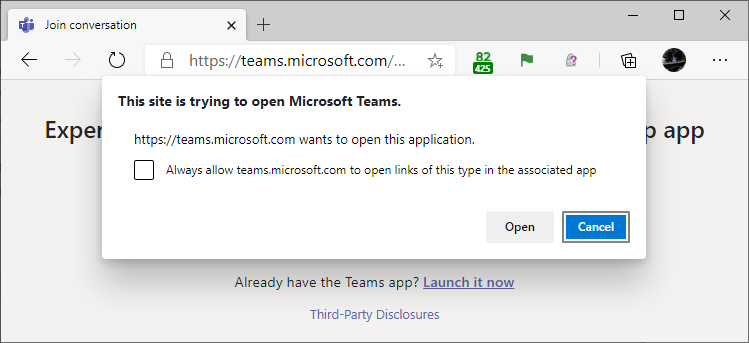 Join conversation
https://teams.microsoft.com/...
82
425
This site is trying to open Microsoft Teams.
Exper
p app
https://teams.microsoft.com wants to open this application.
Always allow teams.microsoft.com to open links of this type in the associated app
Open
Cancel
Already have the Teams app? Launch it now
Third-Party Disclosures